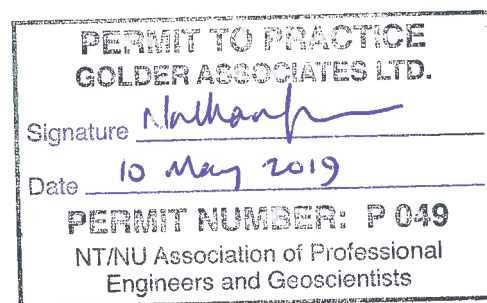 PERMIT TO PRACTICE
GOLDER ASSOCIATES LTD.
Signature
Date 10 May 2019
PERMIT NUMBER: P 049
NT/NU Association of Professional
Engineers and Geoscientists